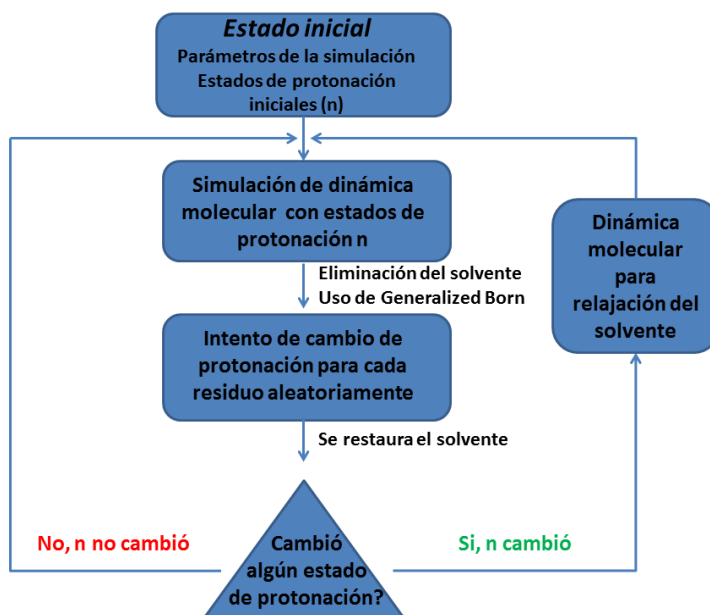 Estado inicial
Parámetros de la simulación
Estados de protonación
iniciales (n)
Simulación de dinámica
molecular con estados de
protonación n
Eliminación del solvente
Uso de Generalized Born
Intento de cambio de
protonación para cada
residuo aleatoriamente
Se restaura el solvente
Cambió
algún estado
de protonación?
No, n no cambió
Si, n cambió
Dinámica
molecular
para
relajación del
solvente